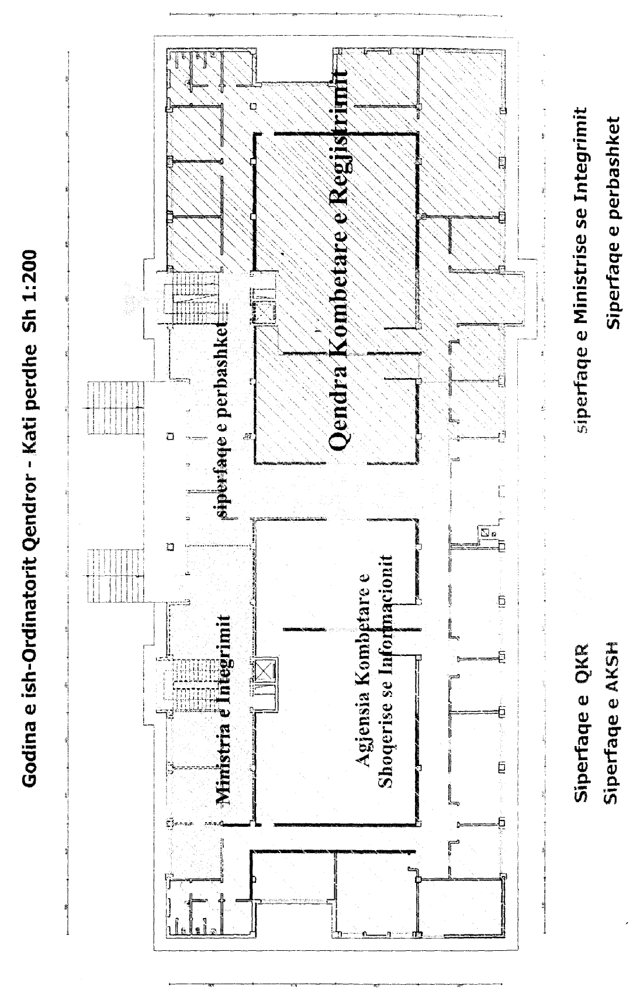 Godina e ish-Ordinatorit Qendror - Kati perdhe Sh 1:200
Ministria e Integrimit
siperfaqe e perbashket
Qendra Kombetare e Regjistrimit
Agjensia Kombetare e
Shoqerise se Informacionit
Siperfaqe e QKR
siperfaqe e Ministrise se Integrimit
Siperfaqe e AKSH
Siperfaqe e perbashket